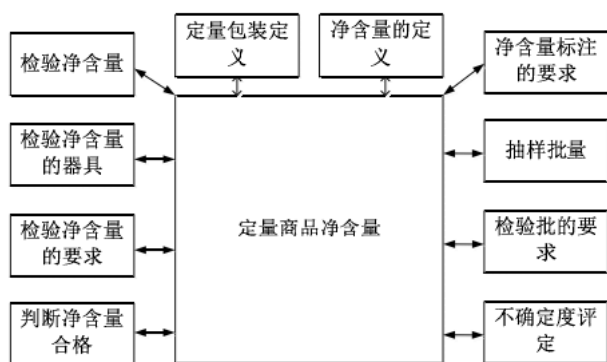 定量包装定
义
净含量的定
义
检验净含量
净含量标注
的要求
检验净含量
的器具
抽样批量
定量商品净含量
检验净含量
的要求
检验批的要
求
判断净含量
合格
不确定度评
定